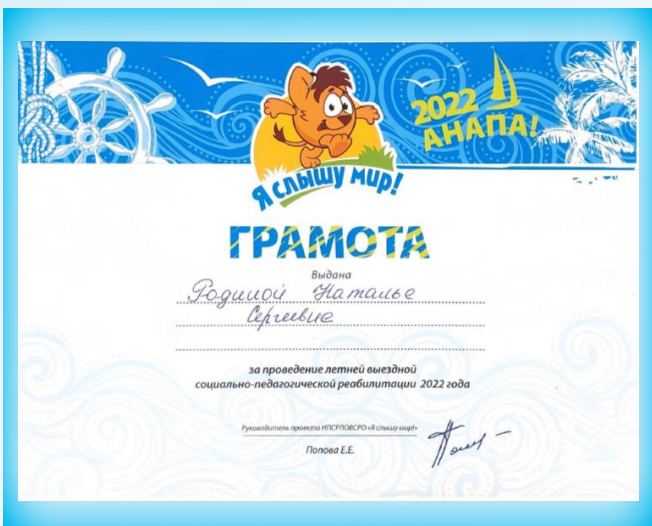 2022
АНАПА!
Я СЛЫШУ МИР!
ГРАМОТА
Выдана
Родиной Наталье
Сергеевне
за проведение летней выездной
социально-педагогической реабилитации 2022 года
Руководитель проекта НПСРЛОВСРО «Я слышу мир!»
Попова Е.Е.